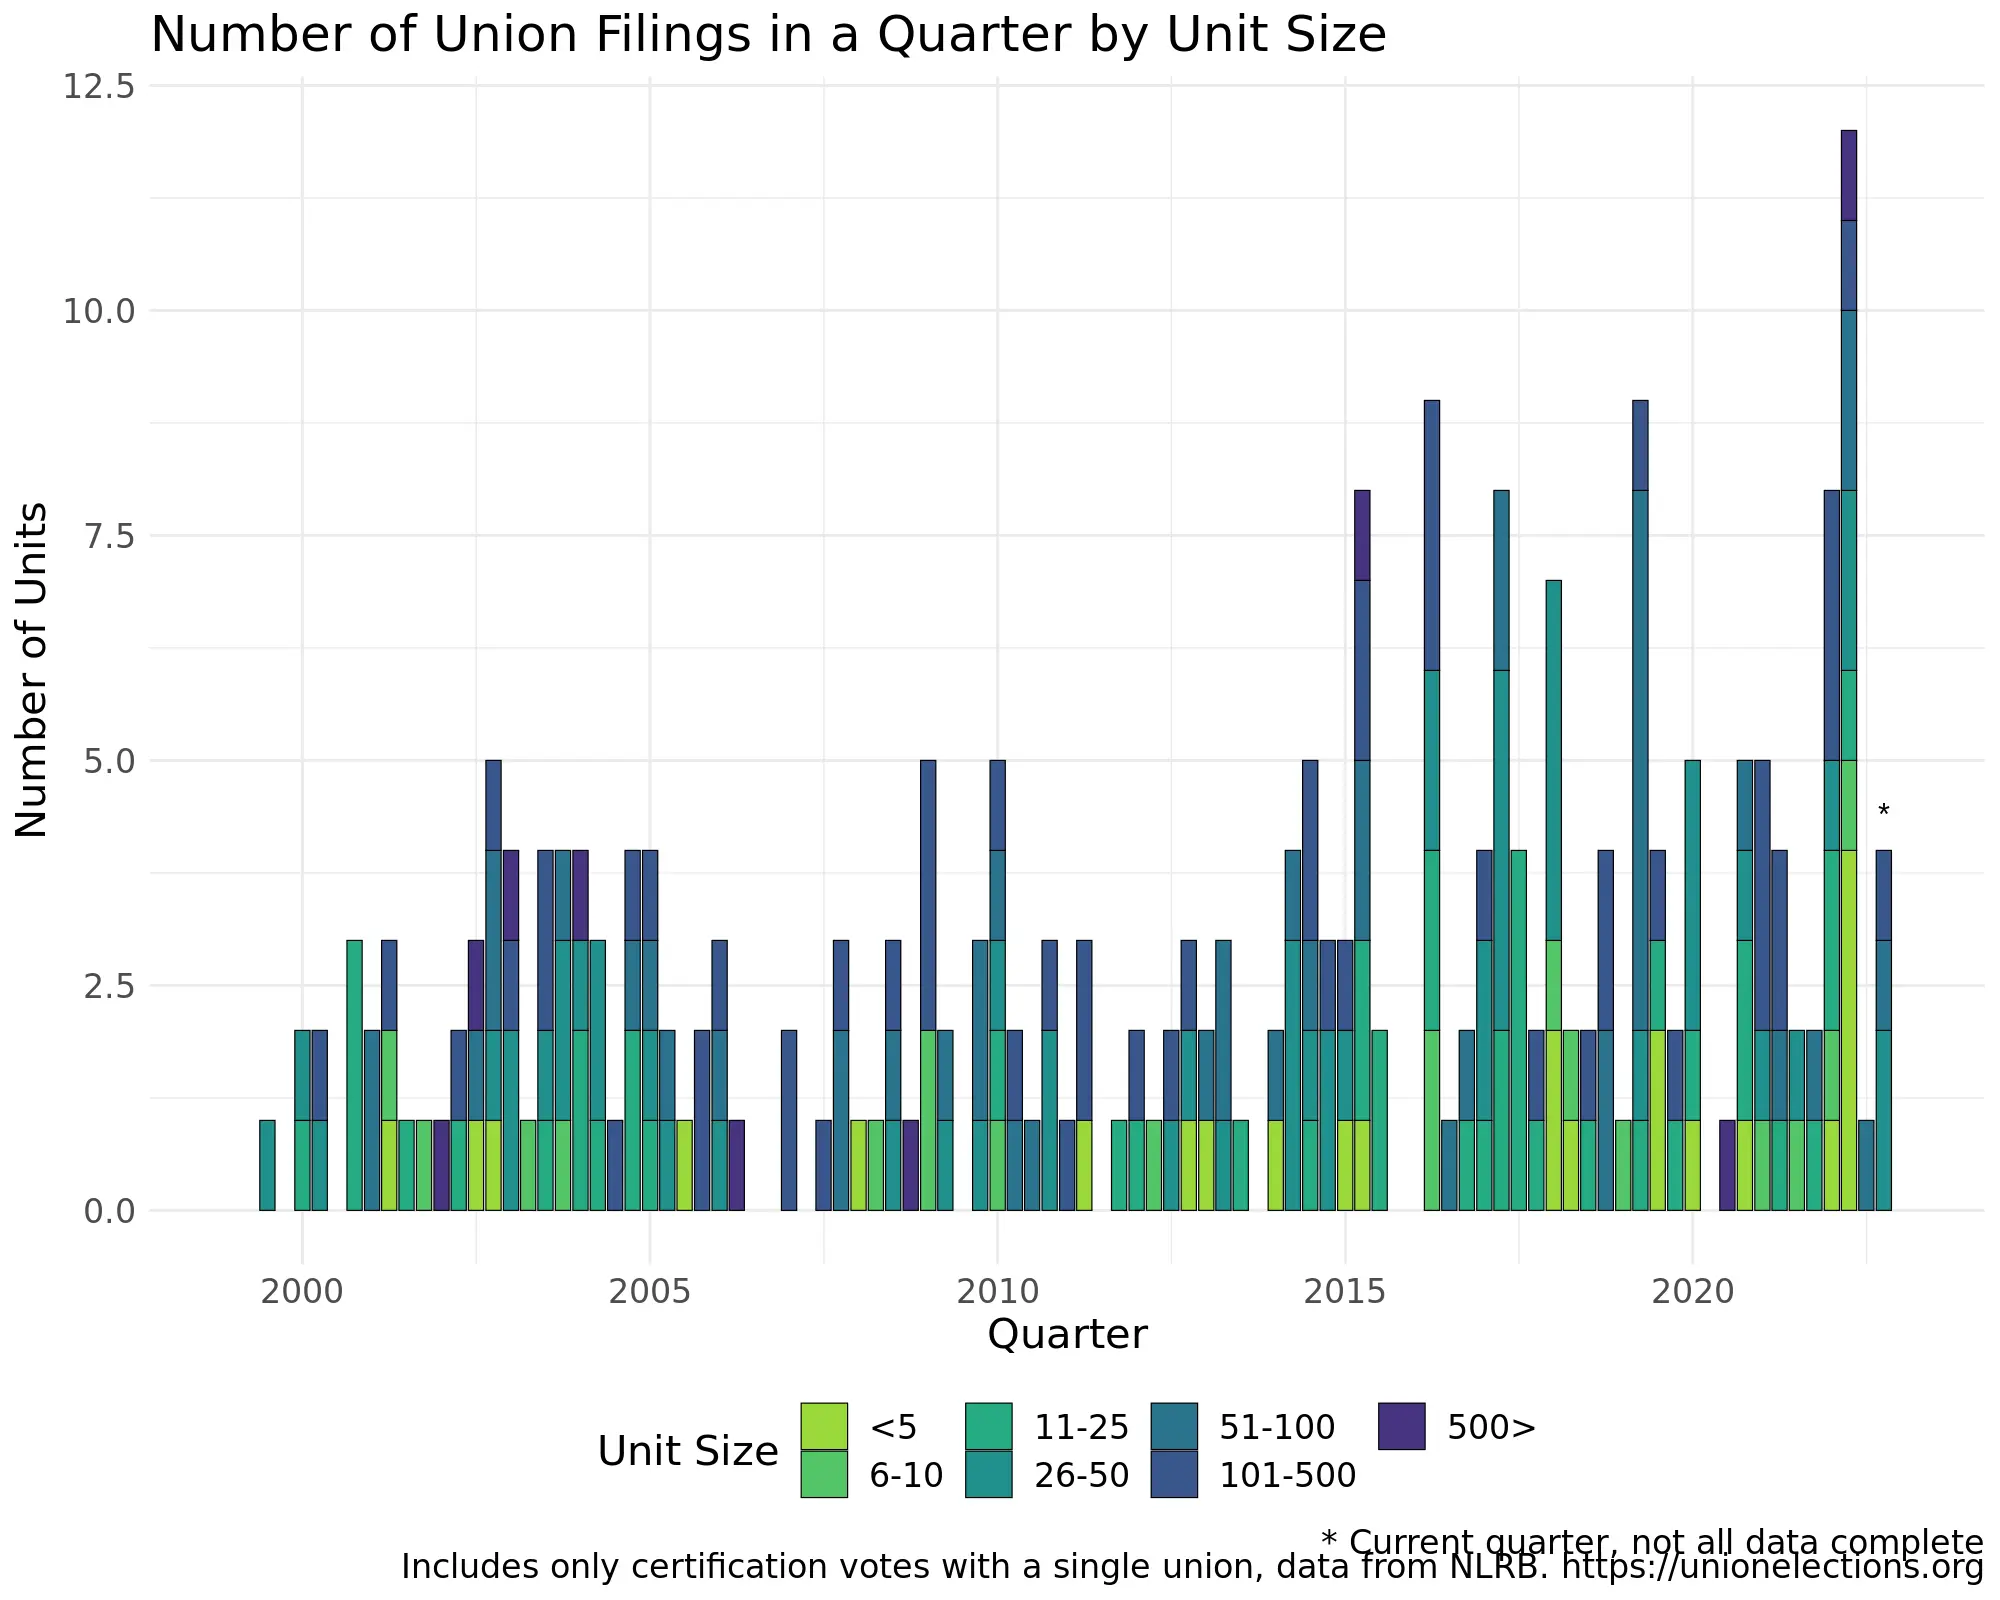 Number of Union Filings in a Quarter by Unit Size
12.5
10.0
7.5
5.0
2.5
0.0
Number of Units
*
2000 2005 2010 2015 2020
Quarter
Unit Size
<5 11-25 51-100 500>
6-10 26-50 101-500
* Current quarter, not all data complete
Includes only certification votes with a single union, data from NLRB. https://unionelections.org